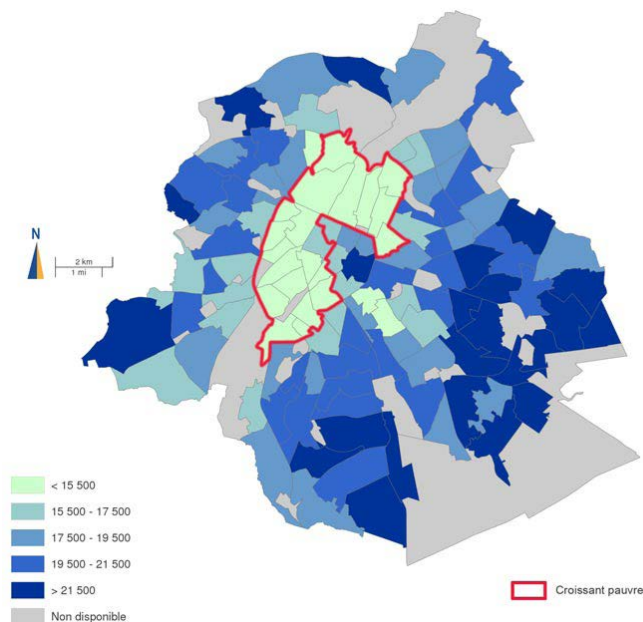 N
2 km
1 mi
< 15 500
15 500 - 17 500
17 500 - 19 500
19 500 - 21 500
> 21 500
Non disponible
Croissant pauvre